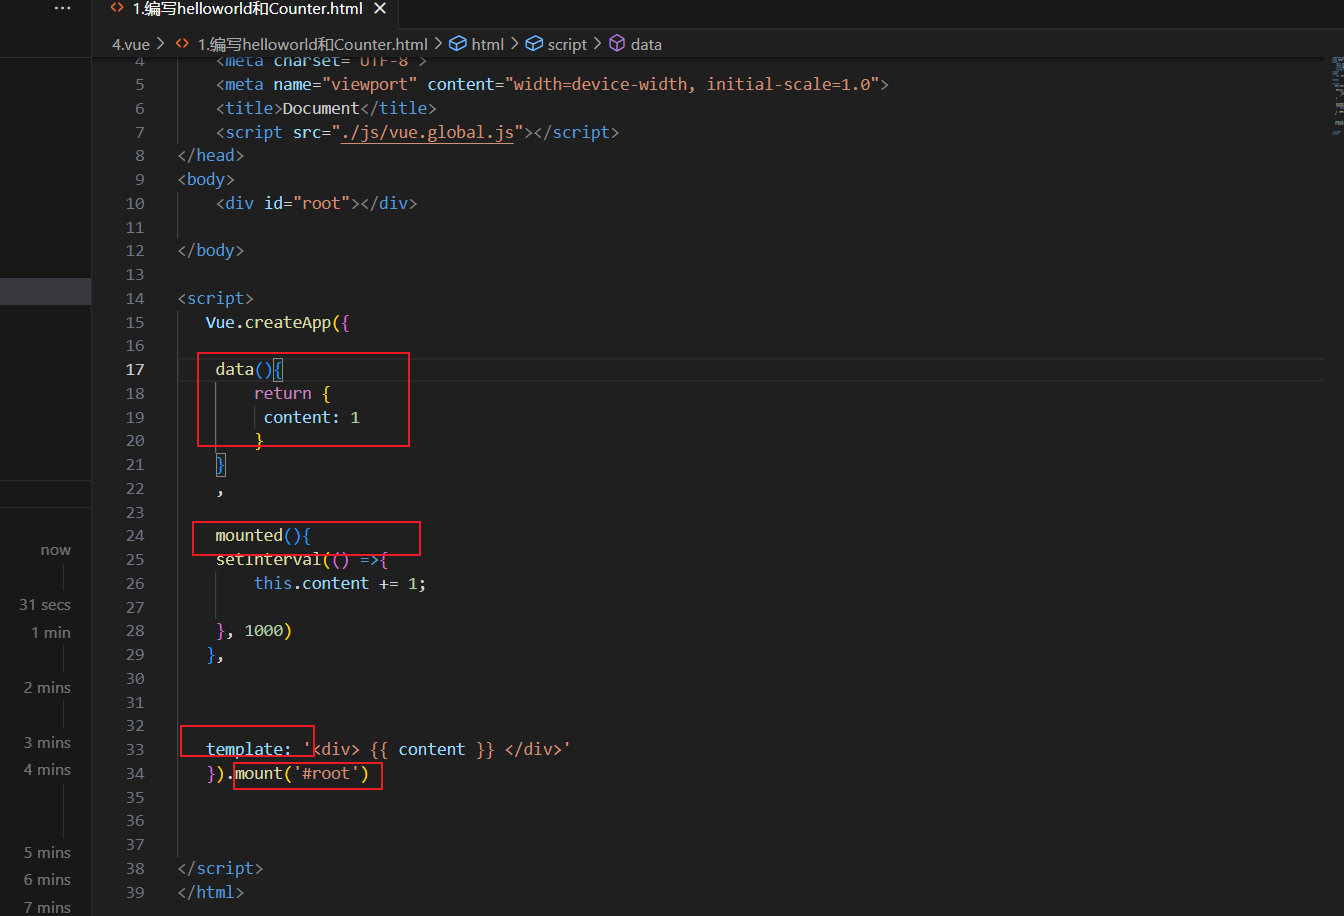 ···
<> 1.编写helloworld和Counter.html ×
4.vue > <> 1.编写helloworld和Counter.html > html > script > data
4 <meta charset="UTF-8">
5 <meta name="viewport" content="width=device-width, initial-scale=1.0">
6 <title>Document</title>
7 <script src="./js/vue.global.js"></script>
8 </head>
9 <body>
10 <div id="root"></div>
11
12 </body>
13
14 <script>
15 Vue.createApp({
16
17 data(){
18 return {
19 content: 1
20 }
21 }
22 ,
23
24 mounted(){
25 setInterval(() =>{
26 this.content += 1;
27
28 }, 1000)
29 },
30
31
32
33 template: '<div> {{ content }} </div>'
34 }).mount('#root')
35
36
37
38 </script>
39 </html>
now
31 secs
1 min
2 mins
3 mins
4 mins
5 mins
6 mins
7 mins